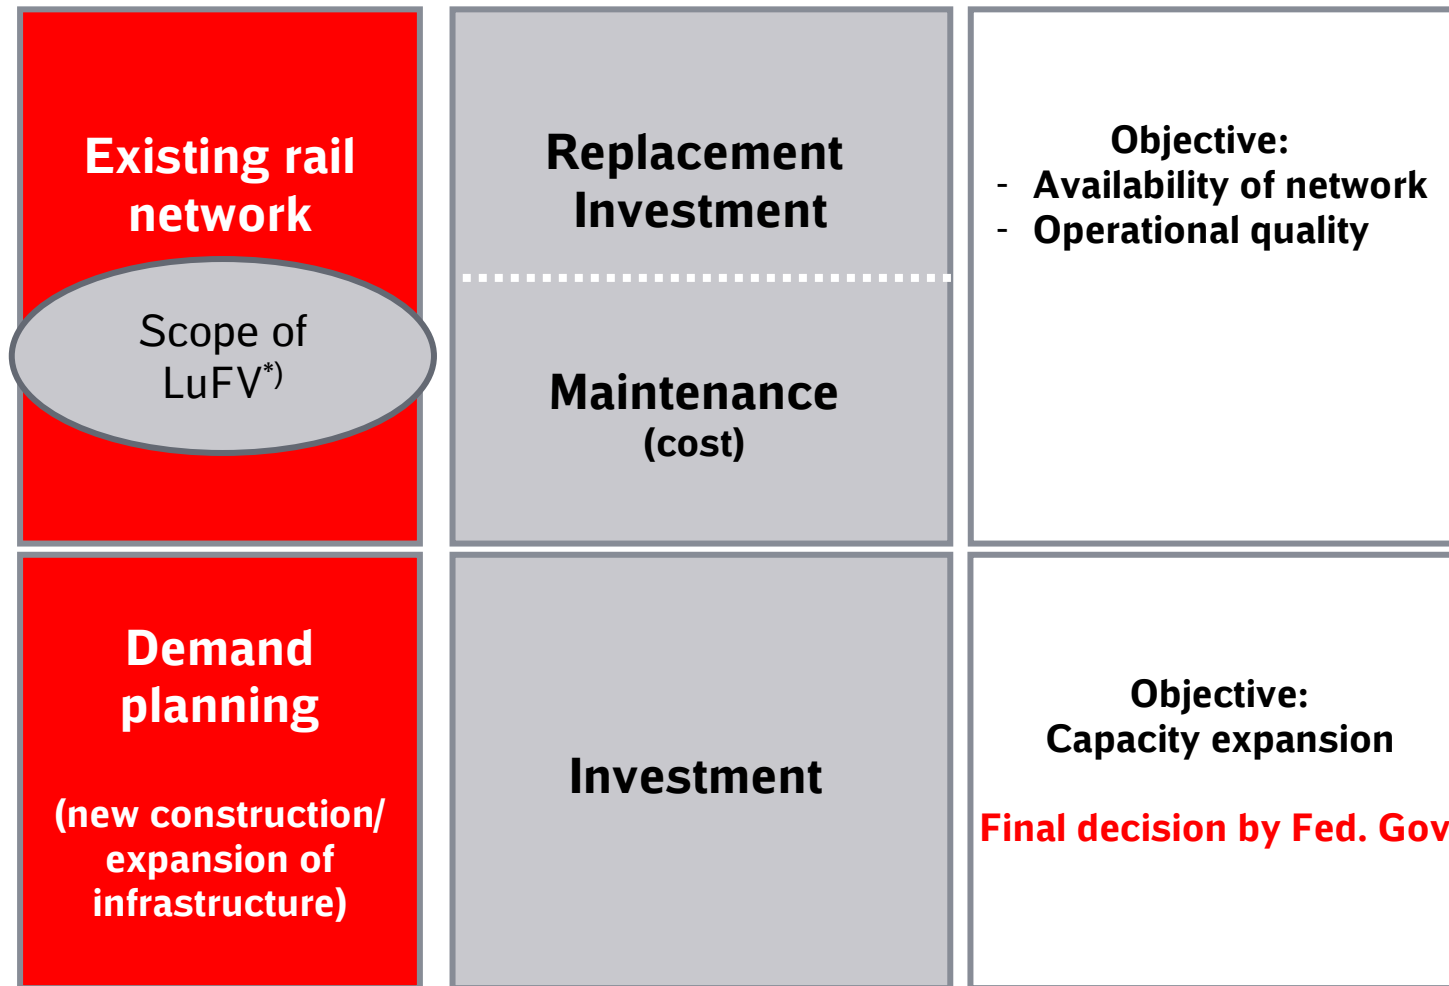 Existing rail
network
Scope of
LuFV*)
Replacement
Investment
Maintenance
(cost)
Objective:
- Availability of network
- Operational quality
Demand
planning
(new construction/
expansion of
infrastructure)
Investment
Objective:
Capacity expansion
Final decision by Fed. Gov